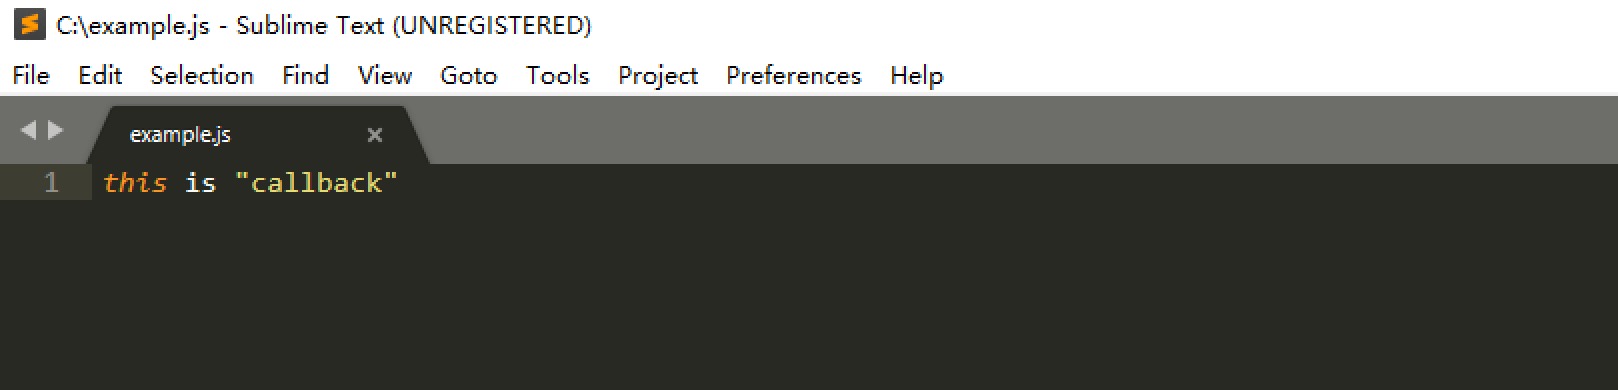 C:\example.js - Sublime Text (UNREGISTERED)
File Edit Selection Find View Goto Tools Project Preferences Help
example.js
1 this is "callback"